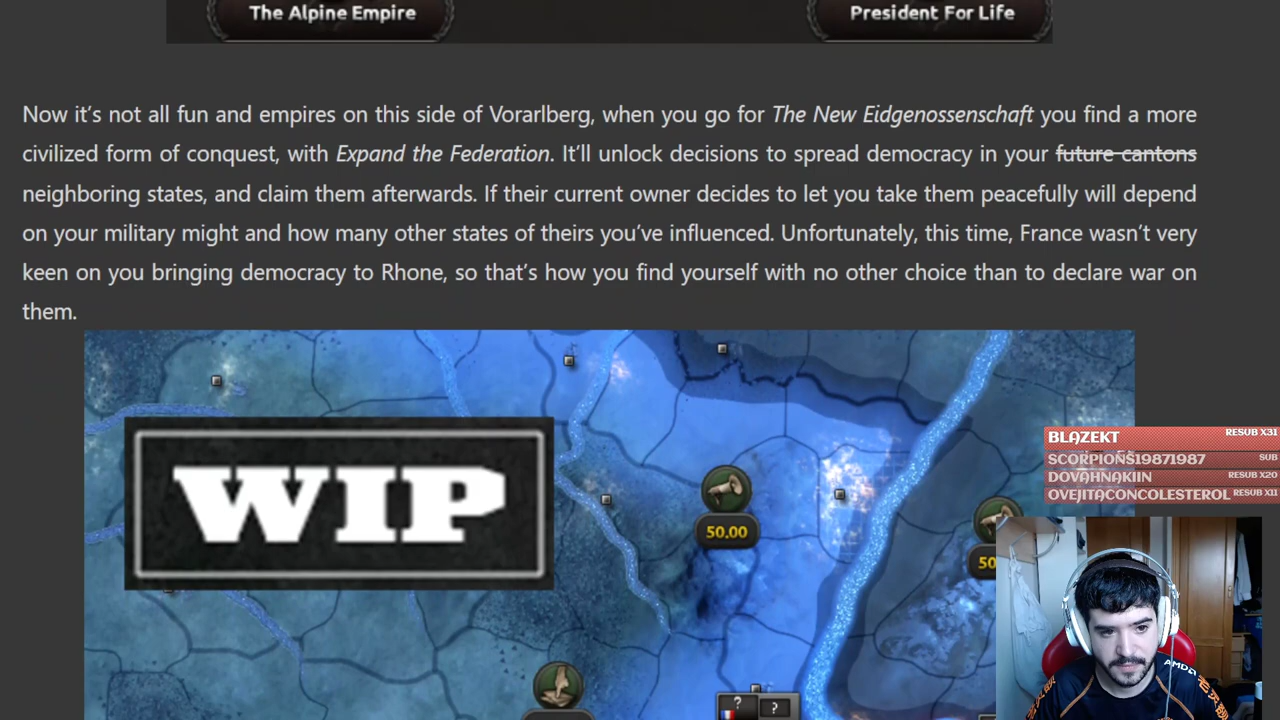 The Alpine Empire
President For Life
Now it's not all fun and empires on this side of Vorarlberg, when you go for The New Eidgenossenschaft you find a more
civilized form of conquest, with Expand the Federation. It'll unlock decisions to spread democracy in your future cantons
neighboring states, and claim them afterwards. If their current owner decides to let you take them peacefully will depend
on your military might and how many other states of theirs you've influenced. Unfortunately, this time, France wasn't very
keen on you bringing democracy to Rhone, so that's how you find yourself with no other choice than to declare war on
them.
WIP
50.00
50
? ?
BLAZEKT RESUB X31
SCORPIONS19871987 SUB
DOVAHNAKIIN RESUB X20
OVEJITACONCOLESTEROL RESUB X11
AMD